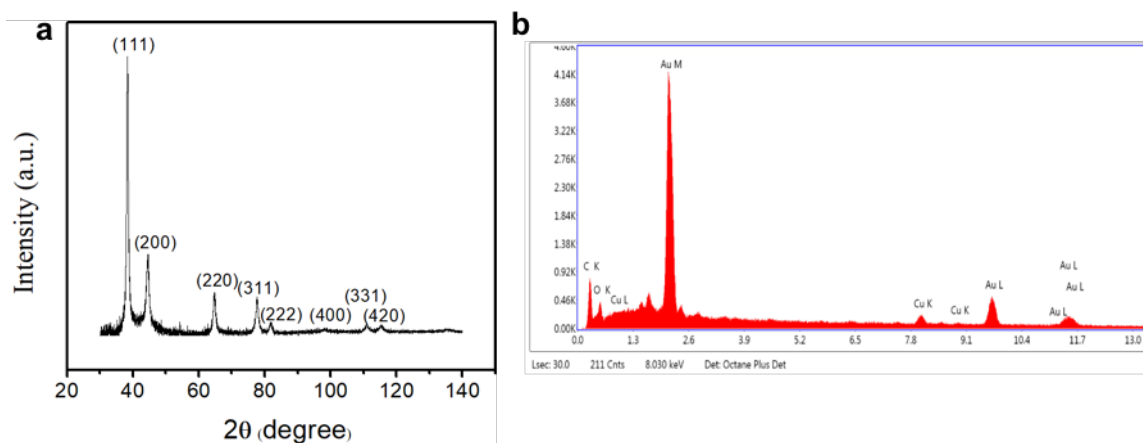 a
(111)
(200)
(220)
(311)
(222)
(400)
(331)
(420)
Intensity (a.u.)
20 40 60 80 100 120 140
2θ (degree)
b
4.14K
3.68K
3.22K
2.76K
2.30K
1.84K
1.38K
0.92K
0.46K
0.00K
Au M
C K
O K
Cu L
Cu K
Cu K
Au L
Au L
Au L
Au L
0.0 1.3 2.6 3.9 5.2 6.5 7.8 9.1 10.4 11.7 13.0
Lsec: 30.0 211 Cnts 8.030 keV Det: Octane Plus Det